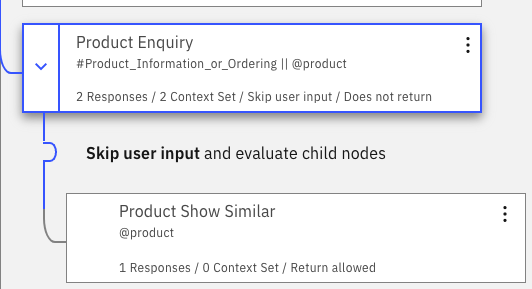 Product Enquiry
#Product_Information_or_Ordering || @product
2 Responses / 2 Context Set / Skip user input / Does not return
Skip user input and evaluate child nodes
Product Show Similar
@product
1 Responses / 0 Context Set / Return allowed